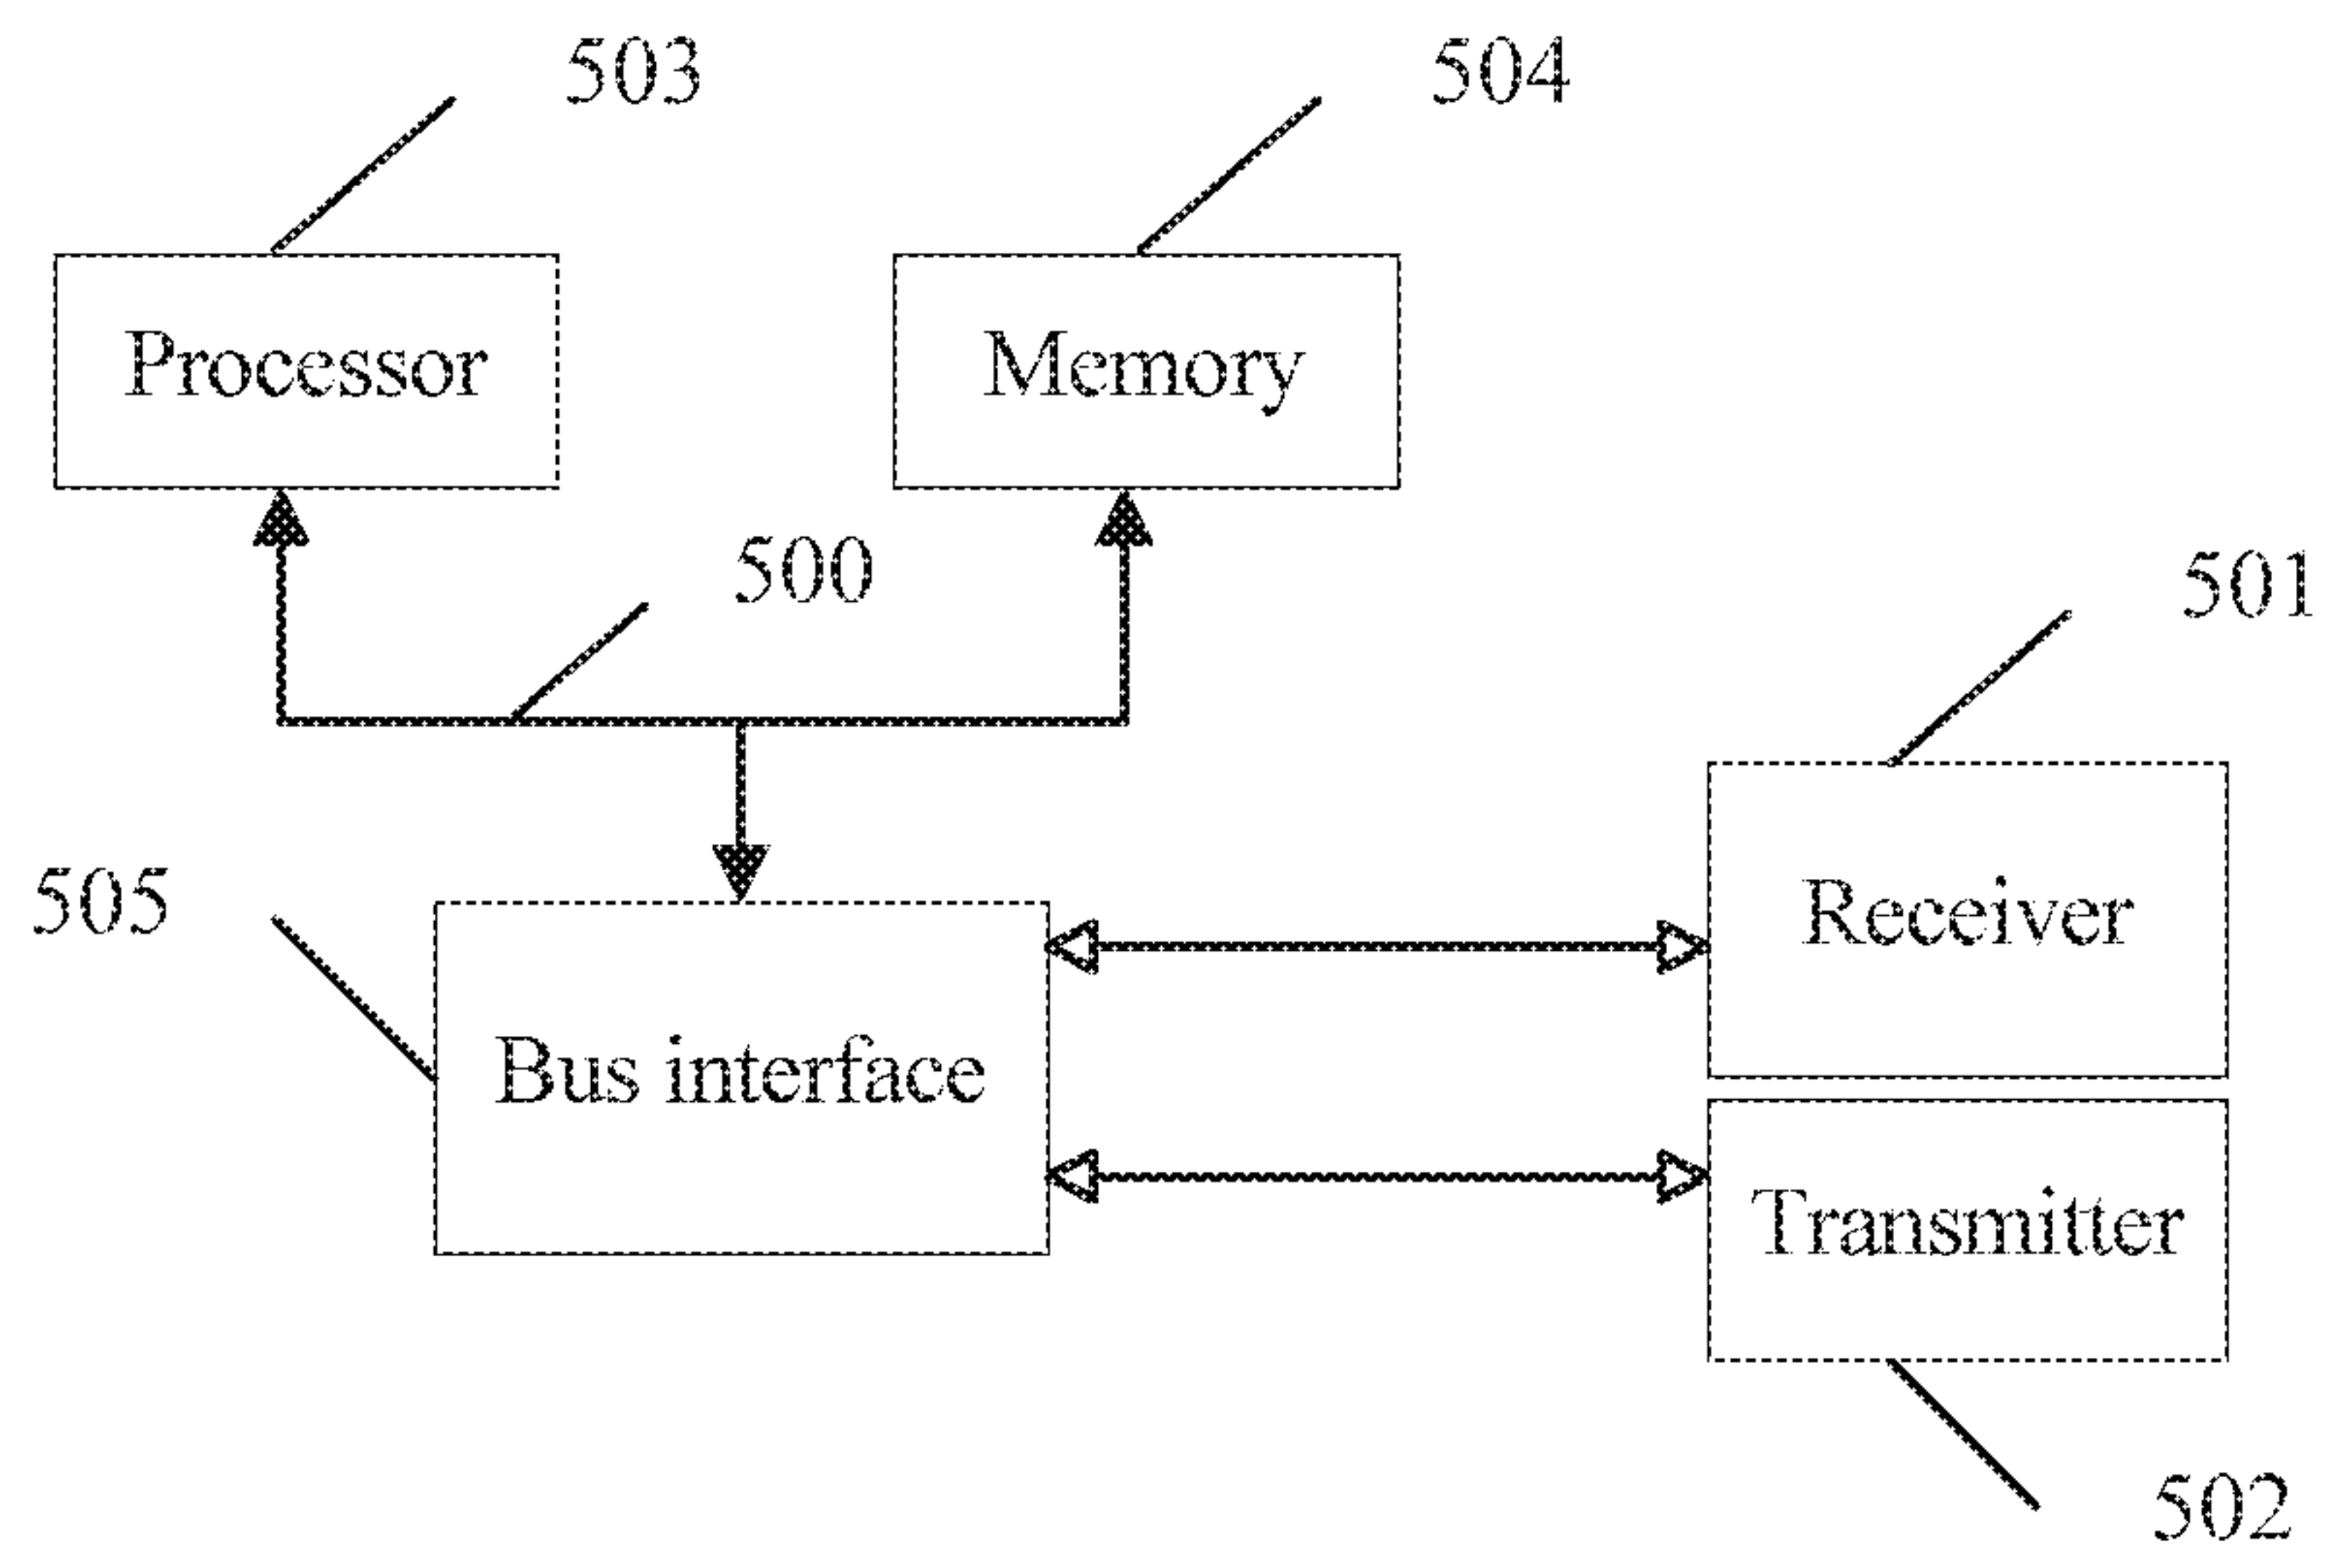 503
504
Processor
Memory
500
501
505
Receiver
Bus interface
Transmitter
502